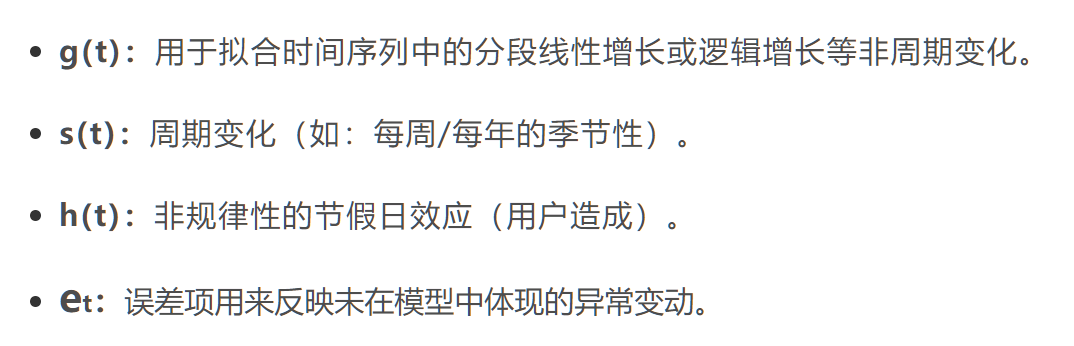 • g(t)：用于拟合时间序列中的分段线性增长或逻辑增长等非周期变化。
• s(t)：周期变化（如：每周/每年的季节性）。
• h(t)：非规律性的节假日效应（用户造成）。
• et：误差项用来反映未在模型中体现的异常变动。